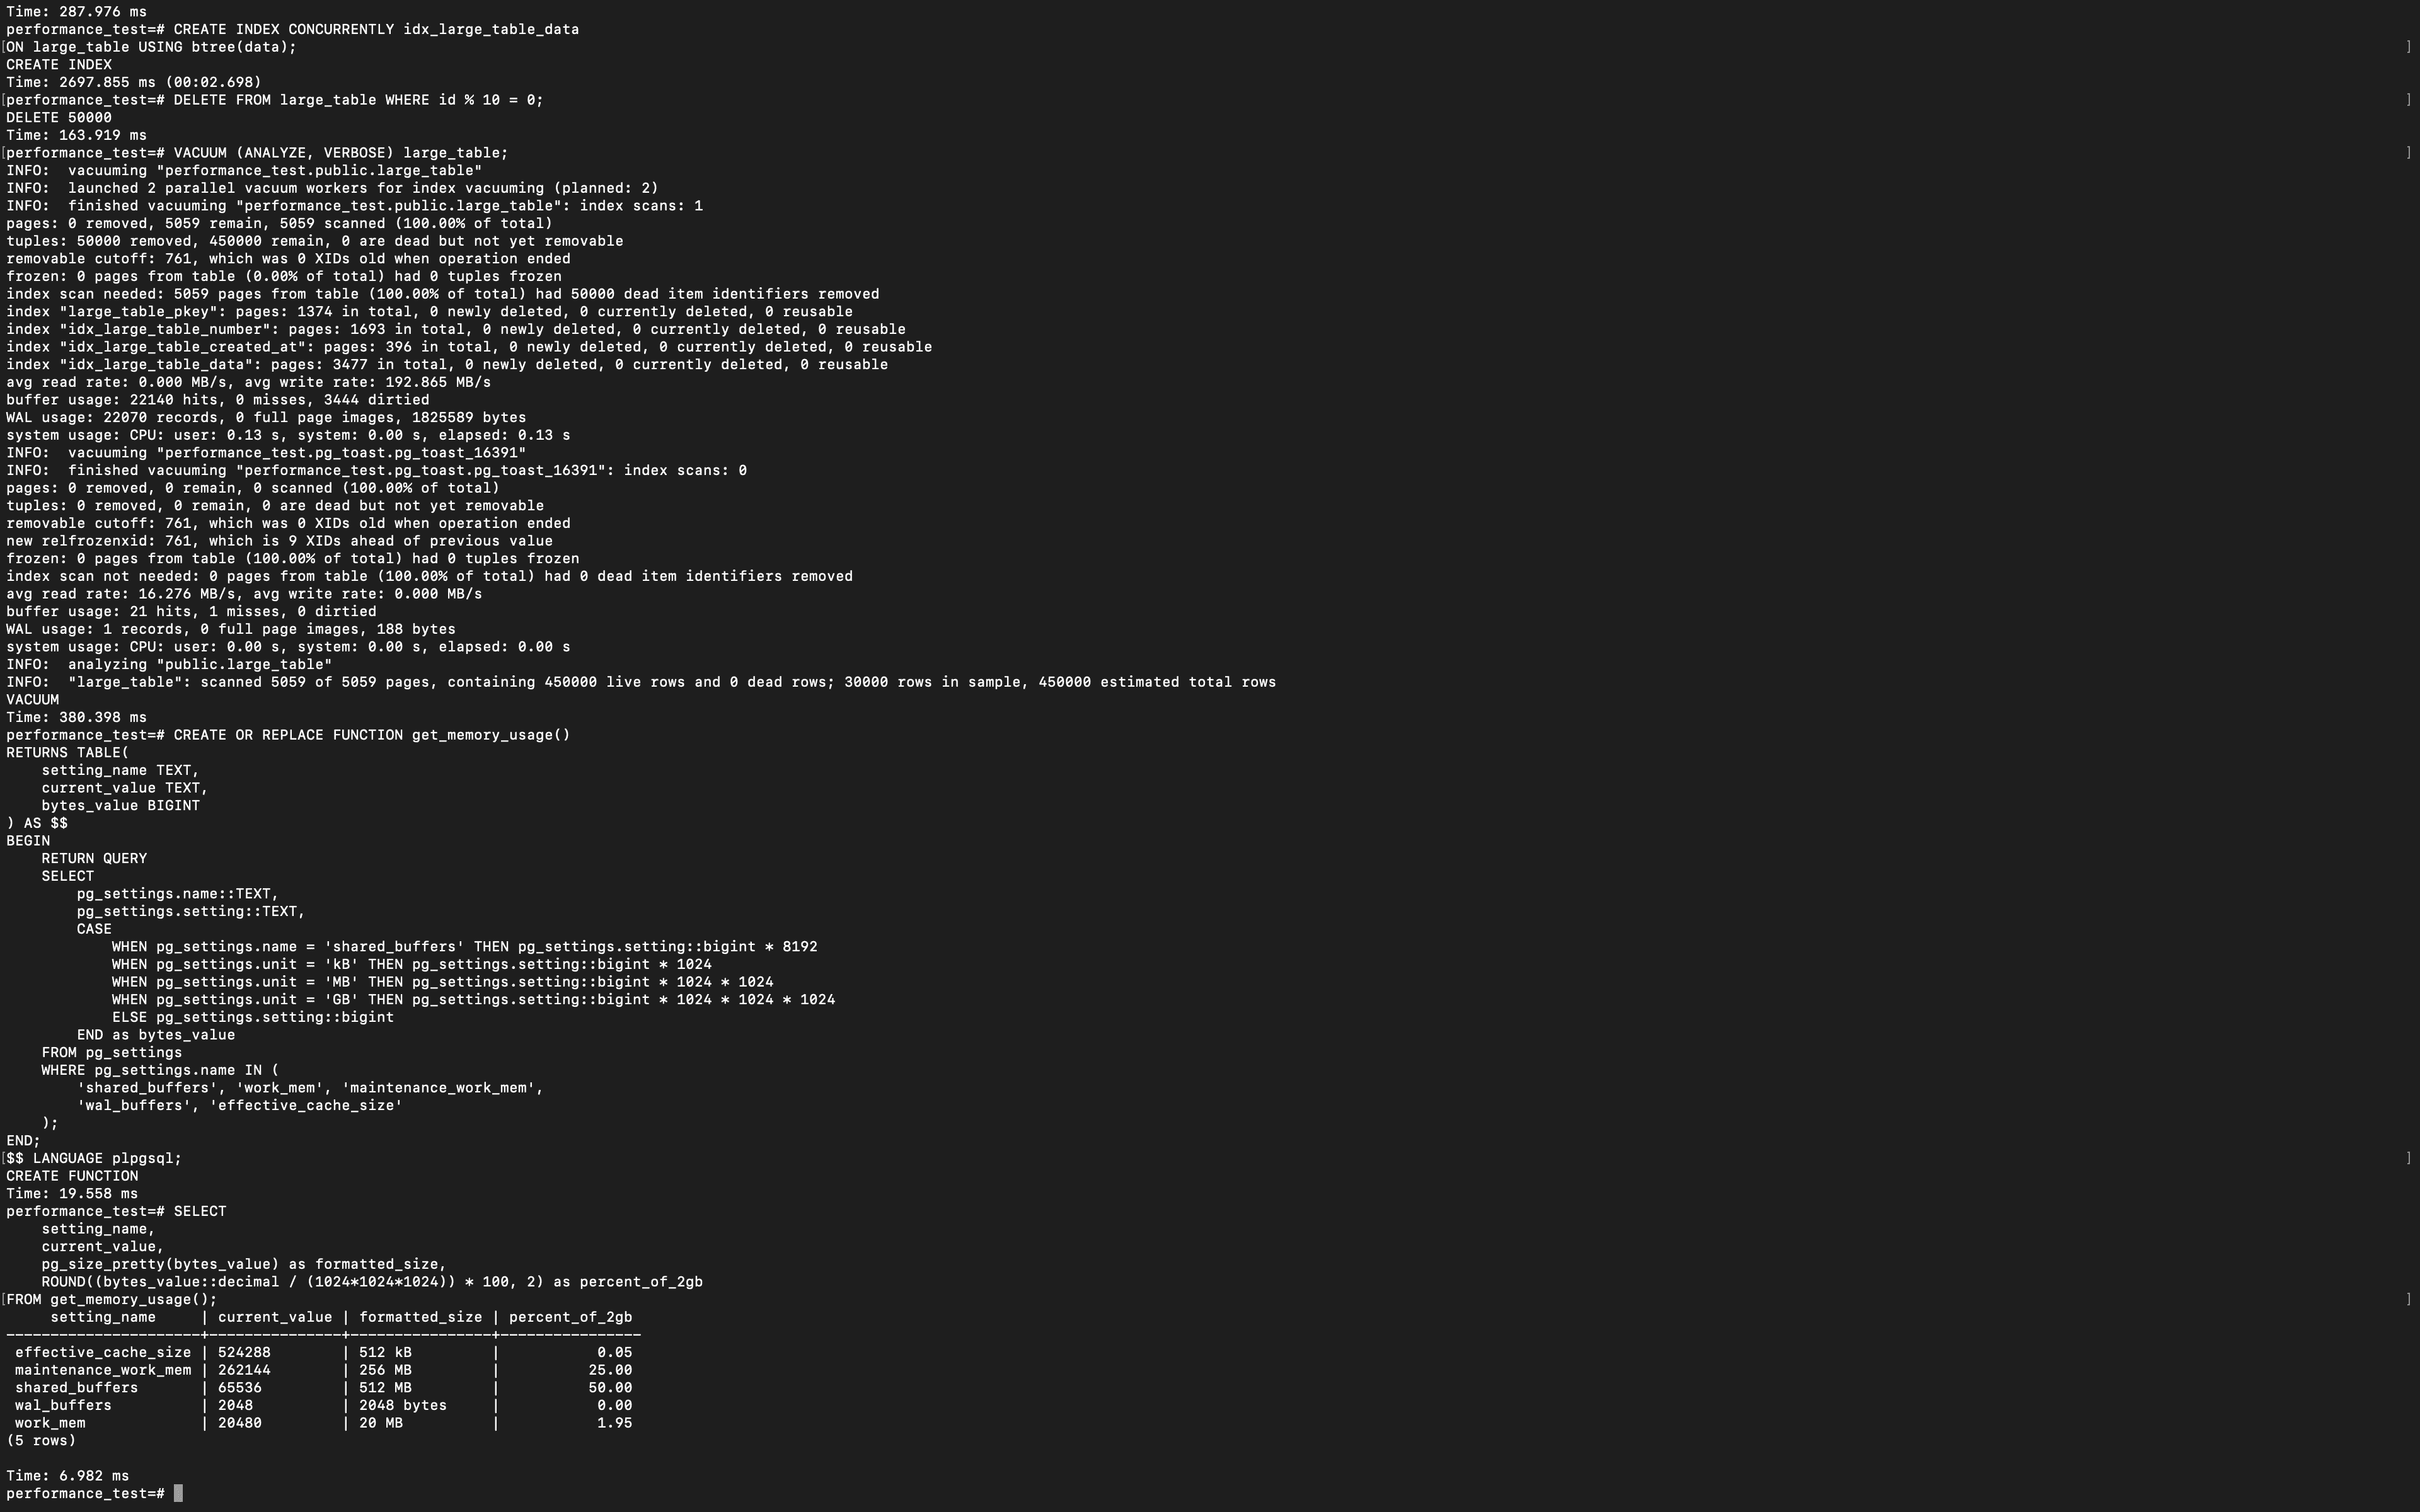 Time: 287.976 ms
performance_test=# CREATE INDEX CONCURRENTLY idx_large_table_data
[ON large_table USING btree(data); ]
CREATE INDEX
Time: 2697.855 ms (00:02.698)
[performance_test=# DELETE FROM large_table WHERE id % 10 = 0; ]
DELETE 50000
Time: 163.919 ms
[performance_test=# VACUUM (ANALYZE, VERBOSE) large_table; ]
INFO:  vacuuming "performance_test.public.large_table"
INFO:  launched 2 parallel vacuum workers for index vacuuming (planned: 2)
INFO:  finished vacuuming "performance_test.public.large_table": index scans: 1
pages: 0 removed, 5059 remain, 5059 scanned (100.00% of total)
tuples: 50000 removed, 450000 remain, 0 are dead but not yet removable
removable cutoff: 761, which was 0 XIDs old when operation ended
frozen: 0 pages from table (0.00% of total) had 0 tuples frozen
index scan needed: 5059 pages from table (100.00% of total) had 50000 dead item identifiers removed
index "large_table_pkey": pages: 1374 in total, 0 newly deleted, 0 currently deleted, 0 reusable
index "idx_large_table_number": pages: 1693 in total, 0 newly deleted, 0 currently deleted, 0 reusable
index "idx_large_table_created_at": pages: 396 in total, 0 newly deleted, 0 currently deleted, 0 reusable
index "idx_large_table_data": pages: 3477 in total, 0 newly deleted, 0 currently deleted, 0 reusable
avg read rate: 0.000 MB/s, avg write rate: 192.865 MB/s
buffer usage: 22140 hits, 0 misses, 3444 dirtied
WAL usage: 22070 records, 0 full page images, 1825589 bytes
system usage: CPU: user: 0.13 s, system: 0.00 s, elapsed: 0.13 s
INFO:  vacuuming "performance_test.pg_toast.pg_toast_16391"
INFO:  finished vacuuming "performance_test.pg_toast.pg_toast_16391": index scans: 0
pages: 0 removed, 0 remain, 0 scanned (100.00% of total)
tuples: 0 removed, 0 remain, 0 are dead but not yet removable
removable cutoff: 761, which was 0 XIDs old when operation ended
new relfrozenxid: 761, which is 9 XIDs ahead of previous value
frozen: 0 pages from table (100.00% of total) had 0 tuples frozen
index scan not needed: 0 pages from table (100.00% of total) had 0 dead item identifiers removed
avg read rate: 16.276 MB/s, avg write rate: 0.000 MB/s
buffer usage: 21 hits, 1 misses, 0 dirtied
WAL usage: 1 records, 0 full page images, 188 bytes
system usage: CPU: user: 0.00 s, system: 0.00 s, elapsed: 0.00 s
INFO:  analyzing "public.large_table"
INFO:  "large_table": scanned 5059 of 5059 pages, containing 450000 live rows and 0 dead rows; 30000 rows in sample, 450000 estimated total rows
VACUUM
Time: 380.398 ms
performance_test=# CREATE OR REPLACE FUNCTION get_memory_usage()
RETURNS TABLE(
    setting_name TEXT,
    current_value TEXT,
    bytes_value BIGINT
) AS $$
BEGIN
    RETURN QUERY
    SELECT
        pg_settings.name::TEXT,
        pg_settings.setting::TEXT,
        CASE
            WHEN pg_settings.name = 'shared_buffers' THEN pg_settings.setting::bigint * 8192
            WHEN pg_settings.unit = 'kB' THEN pg_settings.setting::bigint * 1024
            WHEN pg_settings.unit = 'MB' THEN pg_settings.setting::bigint * 1024 * 1024
            WHEN pg_settings.unit = 'GB' THEN pg_settings.setting::bigint * 1024 * 1024 * 1024
            ELSE pg_settings.setting::bigint
        END as bytes_value
    FROM pg_settings
    WHERE pg_settings.name IN (
        'shared_buffers', 'work_mem', 'maintenance_work_mem',
        'wal_buffers', 'effective_cache_size'
    );
END;
[$$ LANGUAGE plpgsql; ]
CREATE FUNCTION
Time: 19.558 ms
performance_test=# SELECT
    setting_name,
    current_value,
    pg_size_pretty(bytes_value) as formatted_size,
    ROUND((bytes_value::decimal / (1024*1024*1024)) * 100, 2) as percent_of_2gb
[FROM get_memory_usage(); ]
     setting_name     | current_value | formatted_size | percent_of_2gb
----------------------+---------------+----------------+----------------
 effective_cache_size | 524288        | 512 kB         |           0.05
 maintenance_work_mem | 262144        | 256 MB         |          25.00
 shared_buffers       | 65536         | 512 MB         |          50.00
 wal_buffers          | 2048          | 2048 bytes     |           0.00
 work_mem             | 20480         | 20 MB          |           1.95
(5 rows)
Time: 6.982 ms
performance_test=#